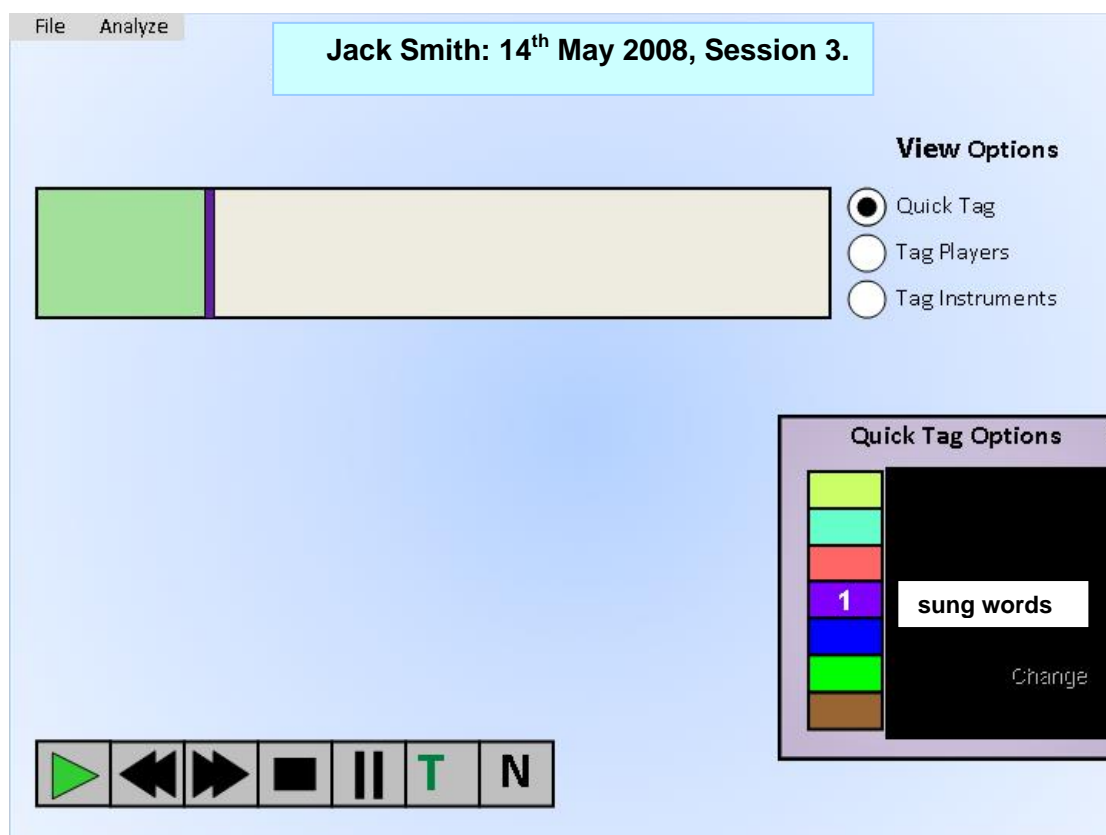 File Analyze
Jack Smith: 14th May 2008, Session 3.
View Options
Quick Tag
Tag Players
Tag Instruments
Quick Tag Options
1 sung words
Change
T N